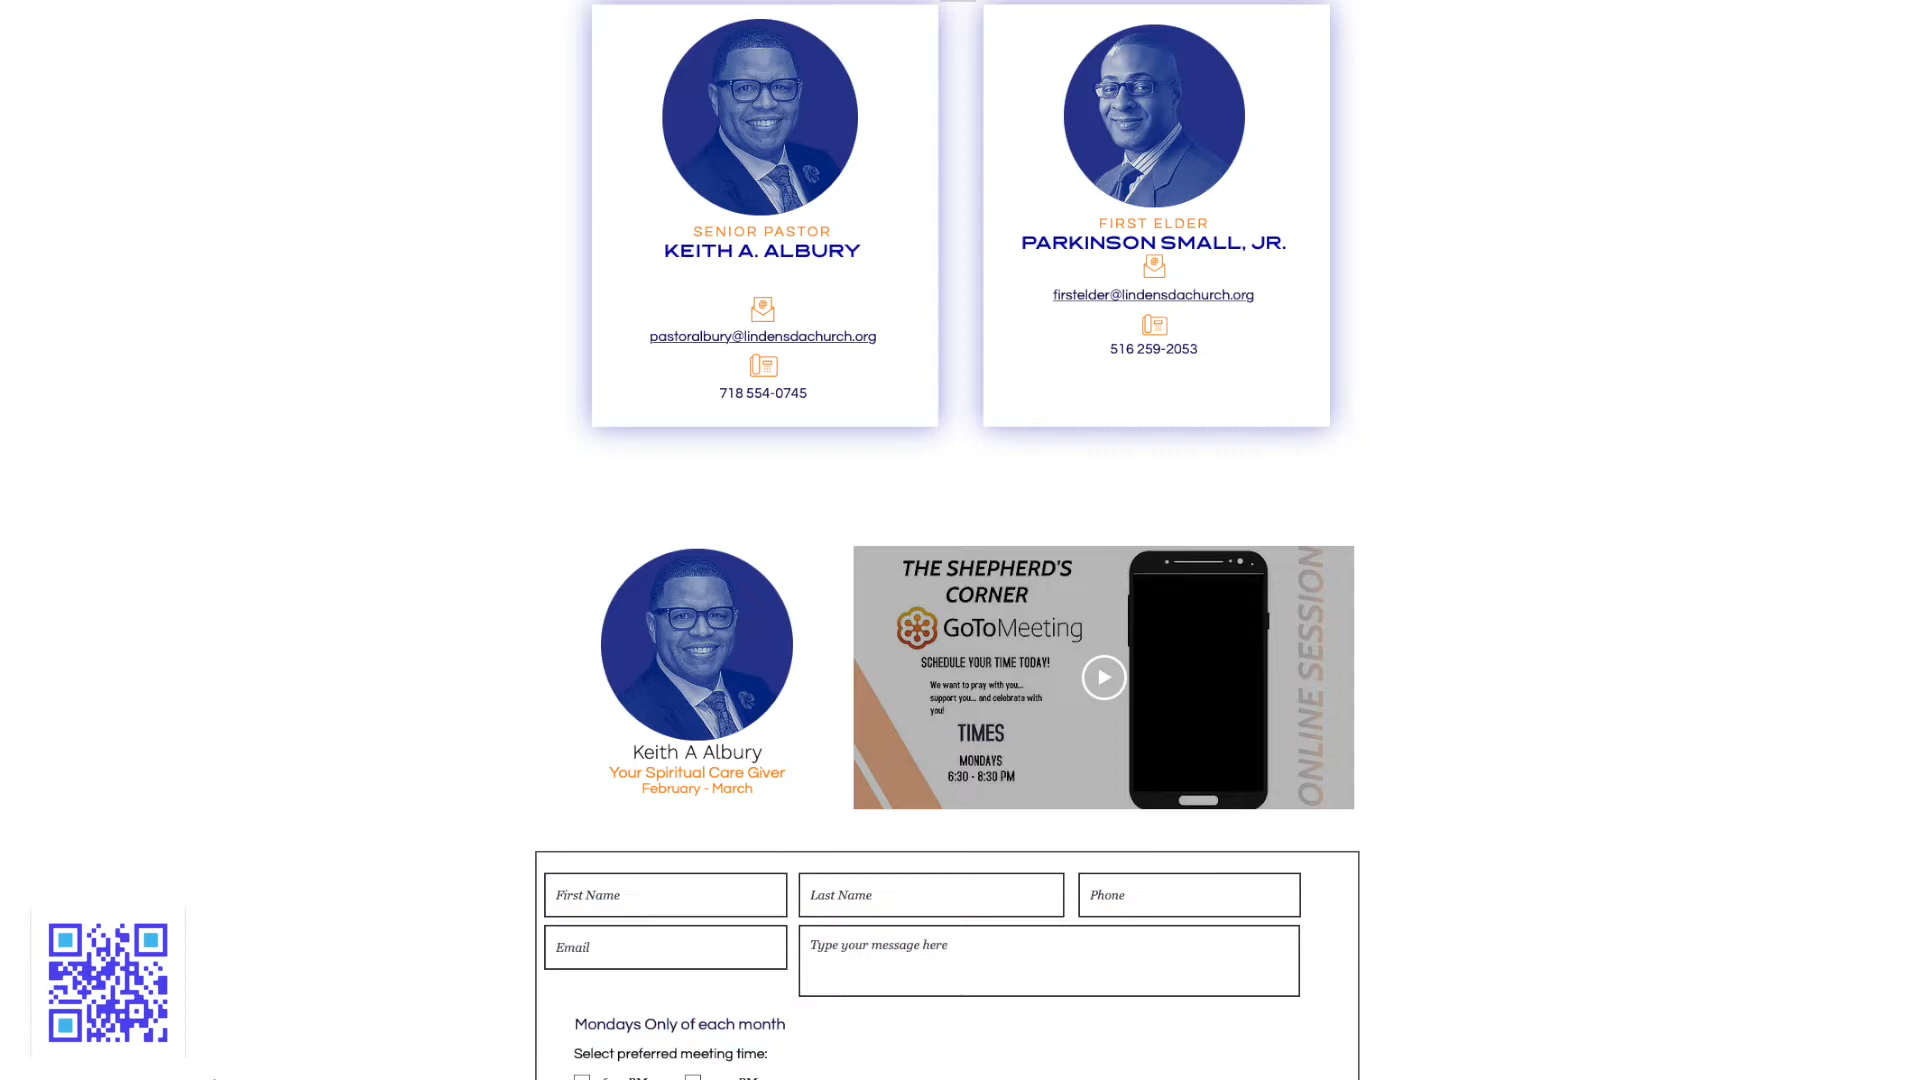 SENIOR PASTOR
KEITH A. ALBURY
pastoralbury@lindensdachurch.org
718 554-0745
FIRST ELDER
PARKINSON SMALL, JR.
firstelder@lindensdachurch.org
516 259-2053
Keith A Albury
Your Spiritual Care Giver
February - March
THE SHEPHERD'S
CORNER
GoToMeeting
SCHEDULE YOUR TIME TODAY!
We want to pray with you...
support you... and celebrate with
you!
TIMES
MONDAYS
6:30 - 8:30 PM
ONLINE SESSION
First Name
Last Name
Phone
Email
Type your message here
Mondays Only of each month
Select preferred meeting time: